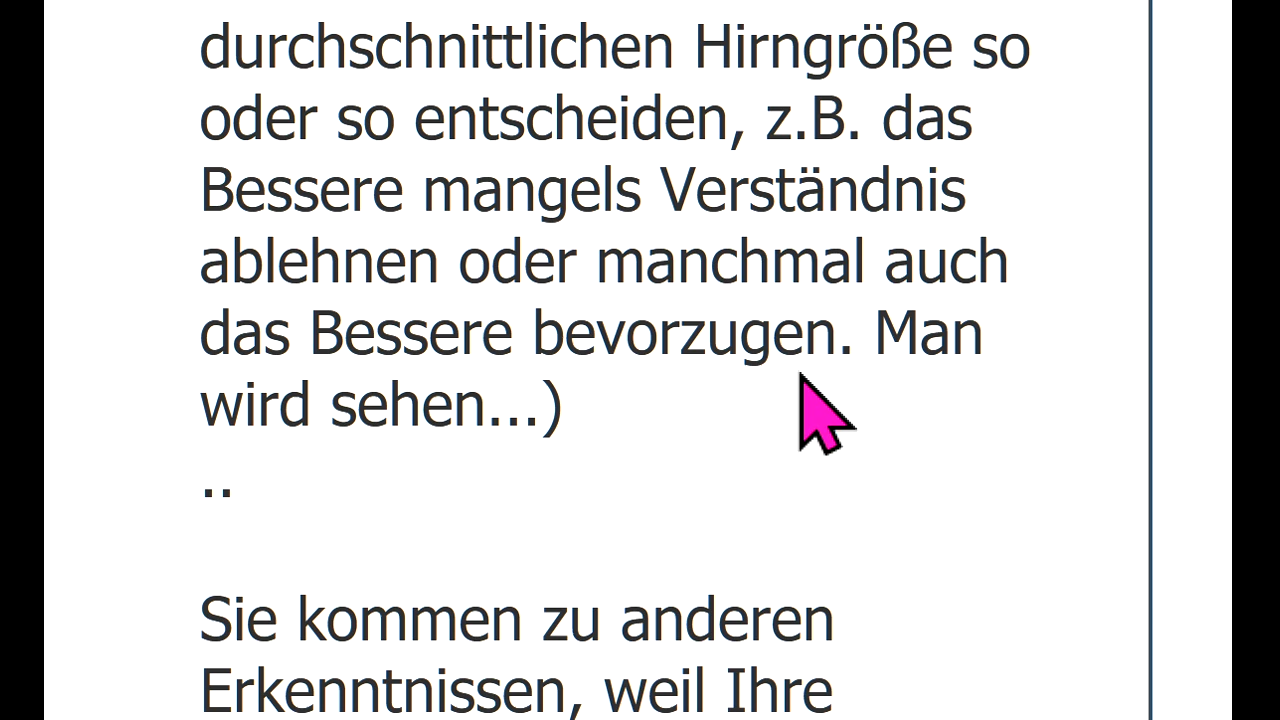 durchschnittlichen Hirngröße so
oder so entscheiden, z.B. das
Bessere mangels Verständnis
ablehnen oder manchmal auch
das Bessere bevorzugen. Man
wird sehen...)
..
Sie kommen zu anderen
Erkenntnissen, weil Ihre